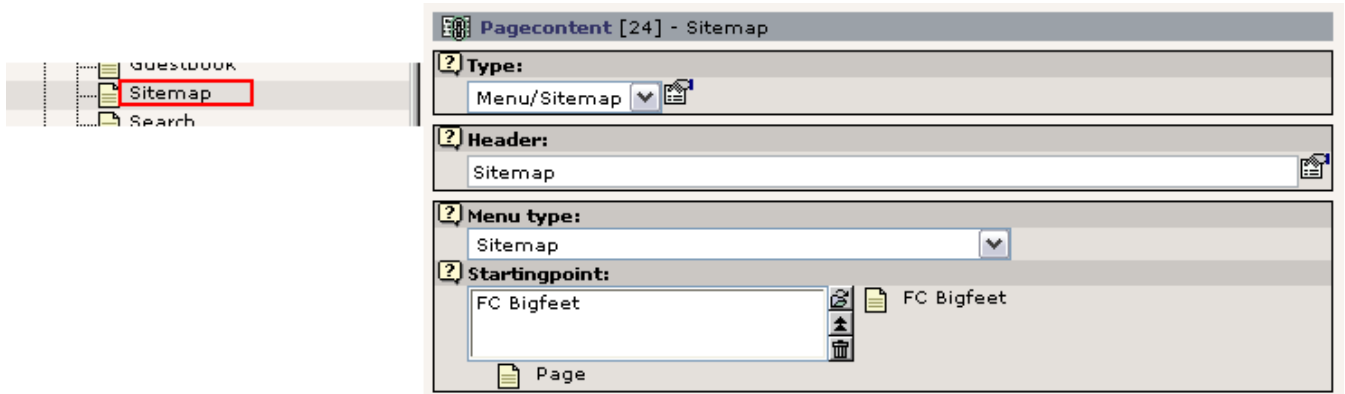 Guestbook
Sitemap
Search
Pagecontent [24] - Sitemap
Type:
Menu/Sitemap
Header:
Sitemap
Menu type:
Sitemap
Startingpoint:
FC Bigfeet
FC Bigfeet
Page